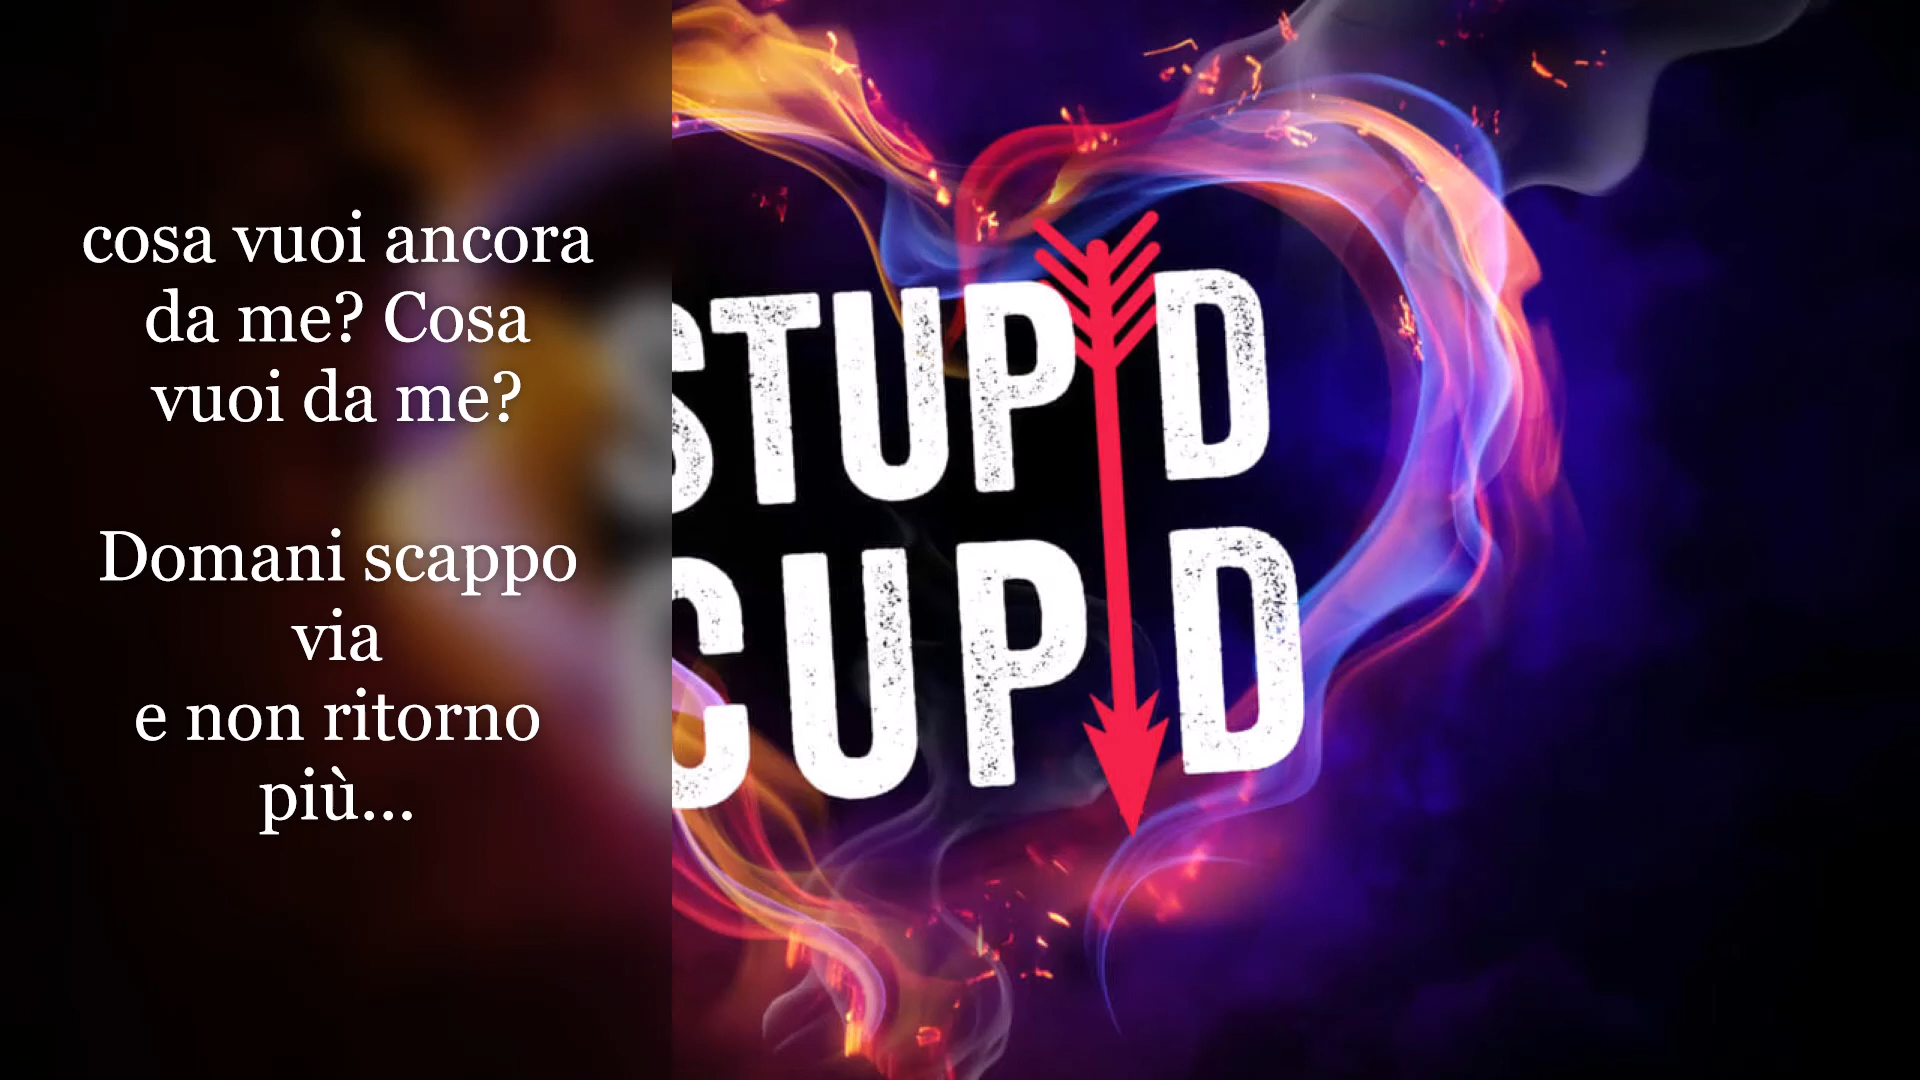 cosa vuoi ancora
da me? Cosa
vuoi da me?
Domani scappo
via
e non ritorno
più...
STUPID
CUPID